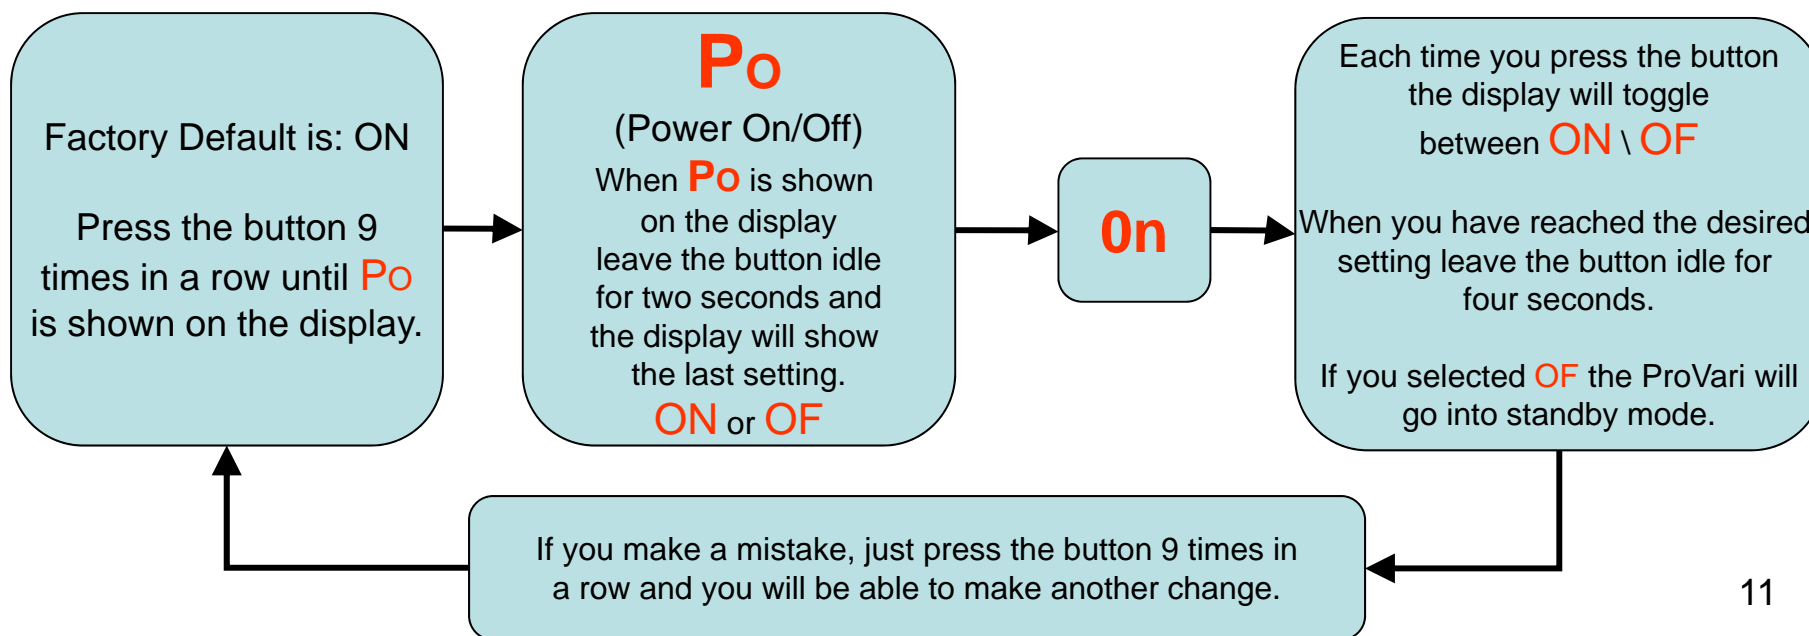 Factory Default is: ON
Press the button 9
times in a row until Po
is shown on the display.
Po
(Power On/Off)
When Po is shown
on the display
leave the button idle
for two seconds and
the display will show
the last setting.
ON or OF
0n
Each time you press the button
the display will toggle
between ON \ OF
When you have reached the desired
setting leave the button idle for
four seconds.
If you selected OF the ProVari will
go into standby mode.
If you make a mistake, just press the button 9 times in
a row and you will be able to make another change.
11